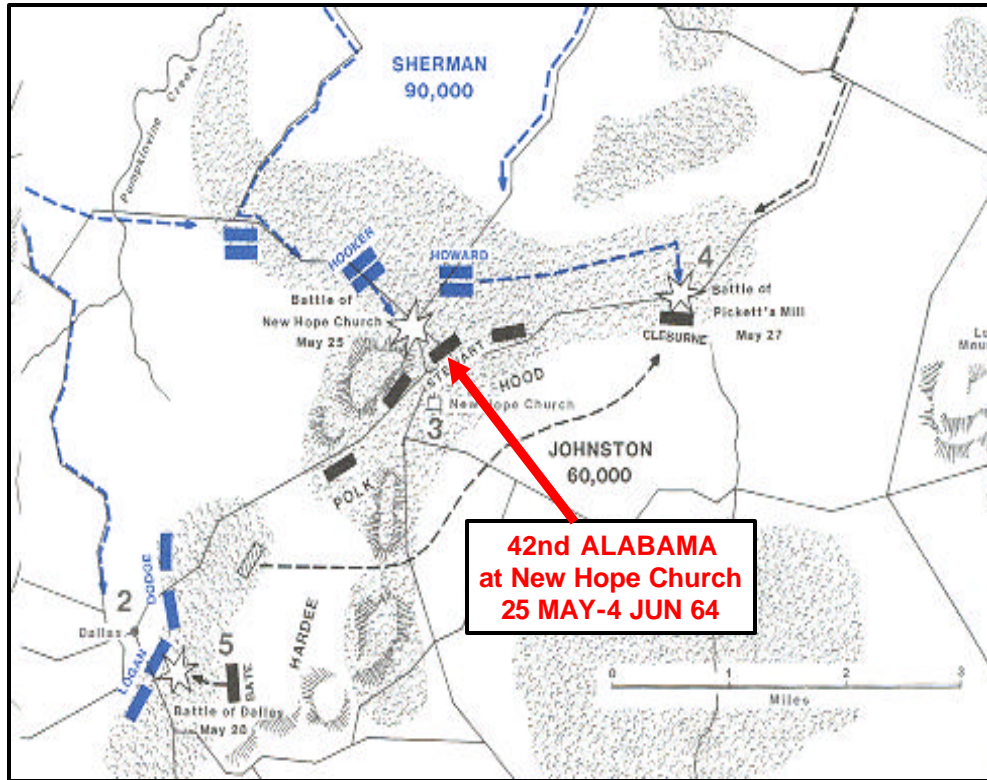 SHERMAN
90,000
Pumpkinvine Creek
HOOKER
HOWARD
4
Battle of
New Hope Church
May 25
Battle of
Pickett's Mill
May 27
CLEBURNE
STEWART
HOOD
New Hope Church
3
JOHNSTON
60,000
POLK
42nd ALABAMA
at New Hope Church
25 MAY-4 JUN 64
DODGE
2
Dallas
HARDEE
5
LOGAN
BATE
Battle of Dallas
May 28
0 1 2 3
Miles